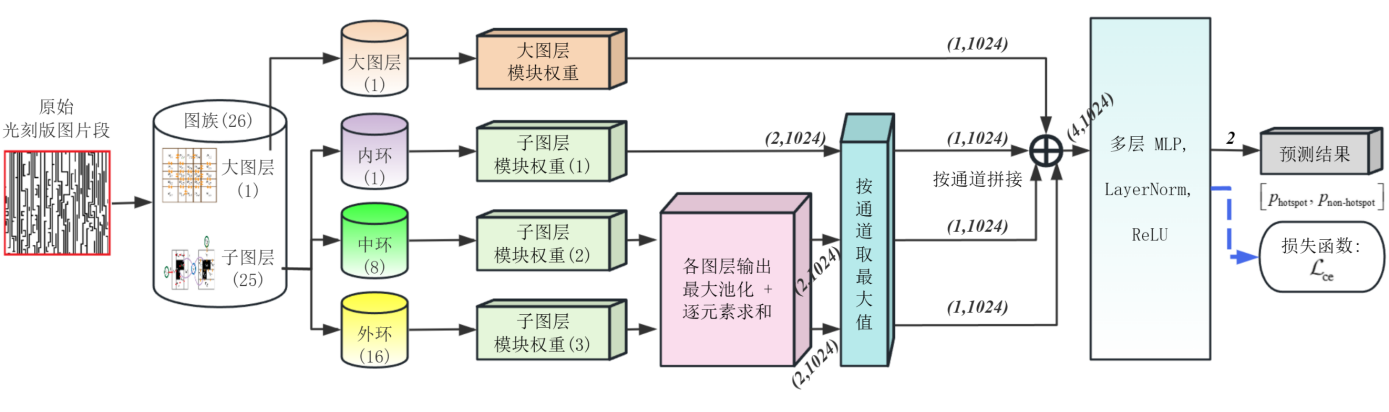 原始
光刻版图片段
图族(26)
大图层
(1)
子图层
(25)
大图层
(1)
内环
(1)
中环
(8)
外环
(16)
大图层
模块权重
子图层
模块权重(1)
子图层
模块权重(2)
子图层
模块权重(3)
各图层输出
最大池化 +
逐元素求和
(2,1024)
(2,1024)
(2,1024)
按通道取最大值
(1,1024)
(1,1024)
按通道拼接
(1,1024)
(1,1024)
(4,1024)
多层 MLP,
LayerNorm,
ReLU
2
预测结果
[p_hotspot, p_non-hotspot]
损失函数:
ℒ_ce